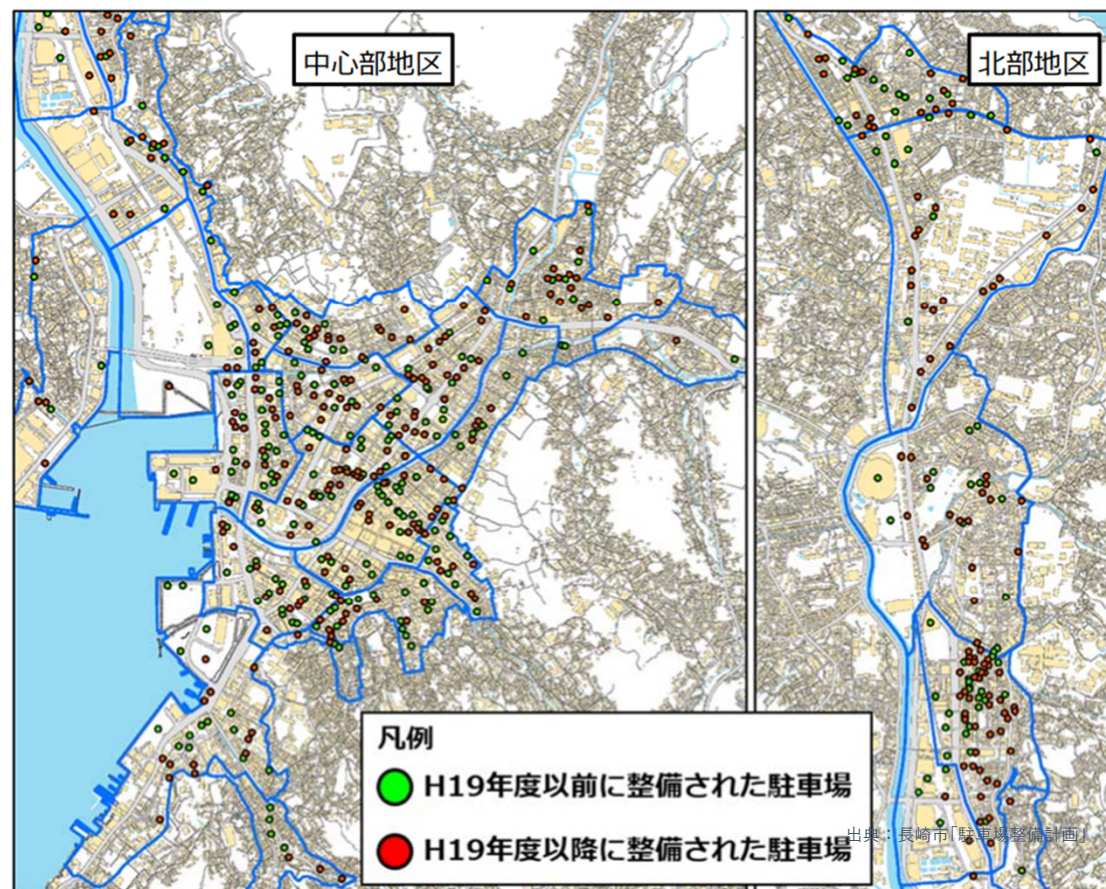 中心部地区
北部地区
凡例
H19年度以前に整備された駐車場
H19年度以降に整備された駐車場
出典：長崎市「駐車場整備計画」